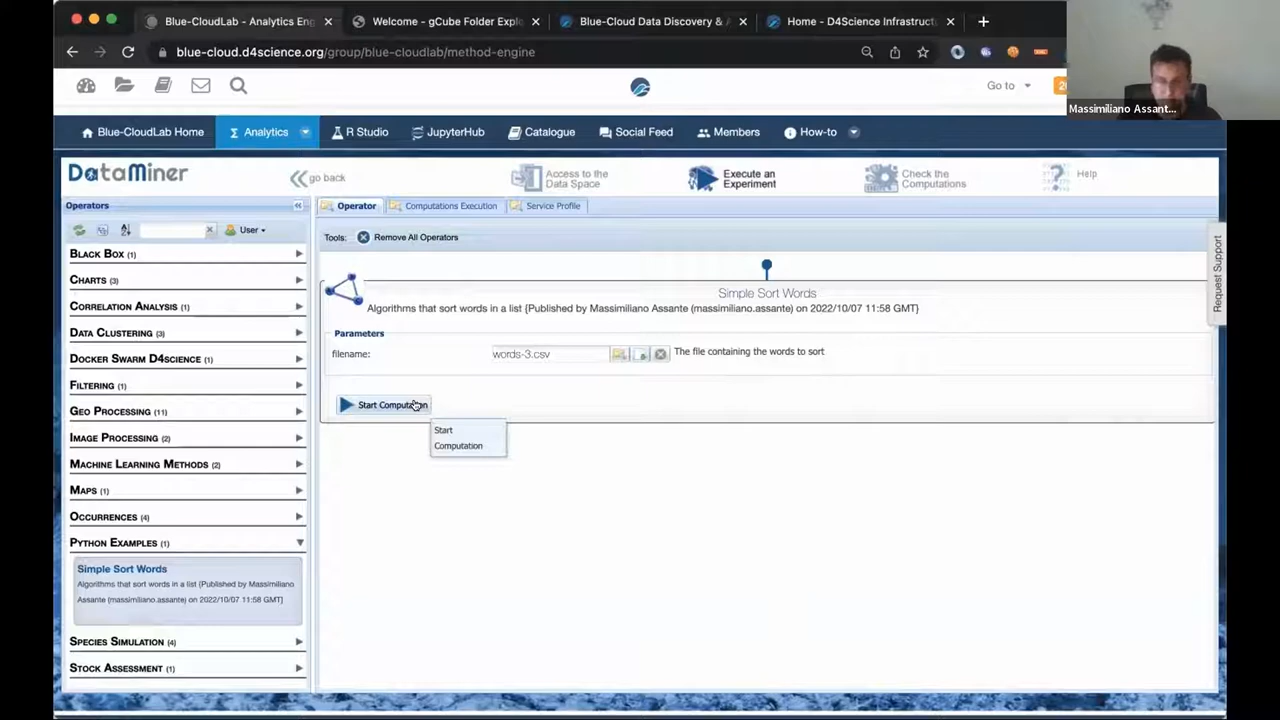 Blue-CloudLab - Analytics Eng
Welcome - gCube Folder Explo
Blue-Cloud Data Discovery & A
Home - D4Science Infrastruct
blue-cloud.d4science.org/group/blue-cloudlab/method-engine
Go to
Massimiliano Assant...
Blue-CloudLab Home
Analytics
R Studio
JupyterHub
Catalogue
Social Feed
Members
How-to
DataMiner
go back
Access to the
Data Space
Execute an
Experiment
Check the
Computations
Help
Operators
Operator
Computations Execution
Service Profile
User
Tools:
Remove All Operators
Request Support
BLACK BOX (1)
CHARTS (3)
CORRELATION ANALYSIS (1)
DATA CLUSTERING (3)
DOCKER SWARM D4SCIENCE (1)
FILTERING (1)
GEO PROCESSING (11)
IMAGE PROCESSING (2)
MACHINE LEARNING METHODS (2)
MAPS (1)
OCCURRENCES (4)
PYTHON EXAMPLES (1)
Simple Sort Words
Algorithms that sort words in a list {Published by Massimiliano
Assante (massimiliano.assante) on 2022/10/07 11:58 GMT}
SPECIES SIMULATION (4)
STOCK ASSESSMENT (1)
Simple Sort Words
Algorithms that sort words in a list {Published by Massimiliano Assante (massimiliano.assante) on 2022/10/07 11:58 GMT}
Parameters
filename:
words-3.csv
The file containing the words to sort
Start Computation
Start
Computation